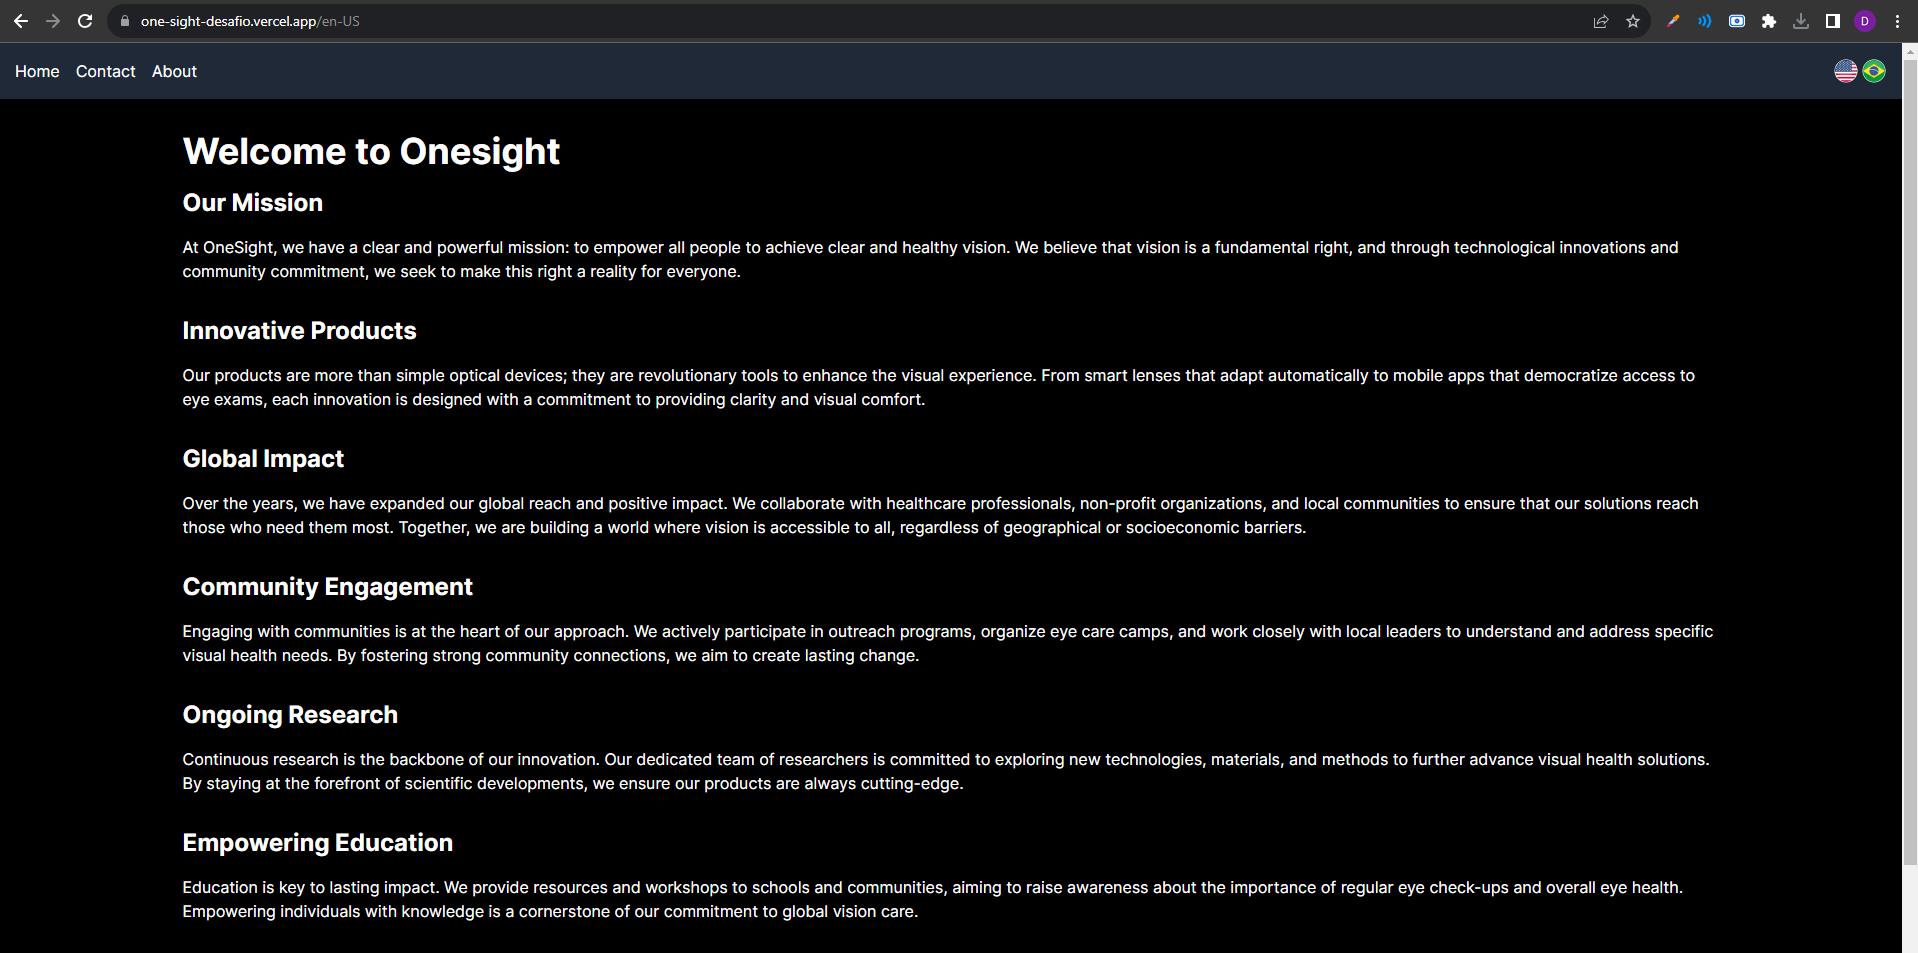 one-sight-desafio.vercel.app/en-US
D
Home Contact About
Welcome to Onesight
Our Mission
At OneSight, we have a clear and powerful mission: to empower all people to achieve clear and healthy vision. We believe that vision is a fundamental right, and through technological innovations and
community commitment, we seek to make this right a reality for everyone.
Innovative Products
Our products are more than simple optical devices; they are revolutionary tools to enhance the visual experience. From smart lenses that adapt automatically to mobile apps that democratize access to
eye exams, each innovation is designed with a commitment to providing clarity and visual comfort.
Global Impact
Over the years, we have expanded our global reach and positive impact. We collaborate with healthcare professionals, non-profit organizations, and local communities to ensure that our solutions reach
those who need them most. Together, we are building a world where vision is accessible to all, regardless of geographical or socioeconomic barriers.
Community Engagement
Engaging with communities is at the heart of our approach. We actively participate in outreach programs, organize eye care camps, and work closely with local leaders to understand and address specific
visual health needs. By fostering strong community connections, we aim to create lasting change.
Ongoing Research
Continuous research is the backbone of our innovation. Our dedicated team of researchers is committed to exploring new technologies, materials, and methods to further advance visual health solutions.
By staying at the forefront of scientific developments, we ensure our products are always cutting-edge.
Empowering Education
Education is key to lasting impact. We provide resources and workshops to schools and communities, aiming to raise awareness about the importance of regular eye check-ups and overall eye health.
Empowering individuals with knowledge is a cornerstone of our commitment to global vision care.